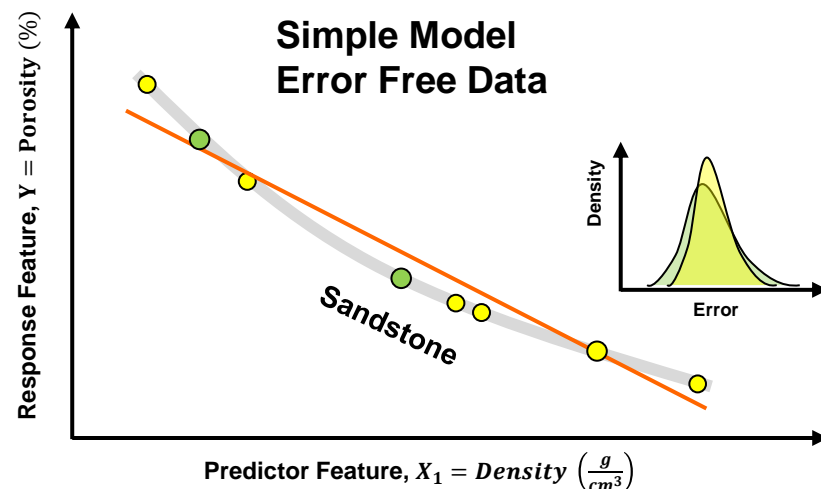 Simple Model
Error Free Data
Response Feature, Y = Porosity (%)
Sandstone
Density
Error
Predictor Feature, X₁ = Density (g/cm³)